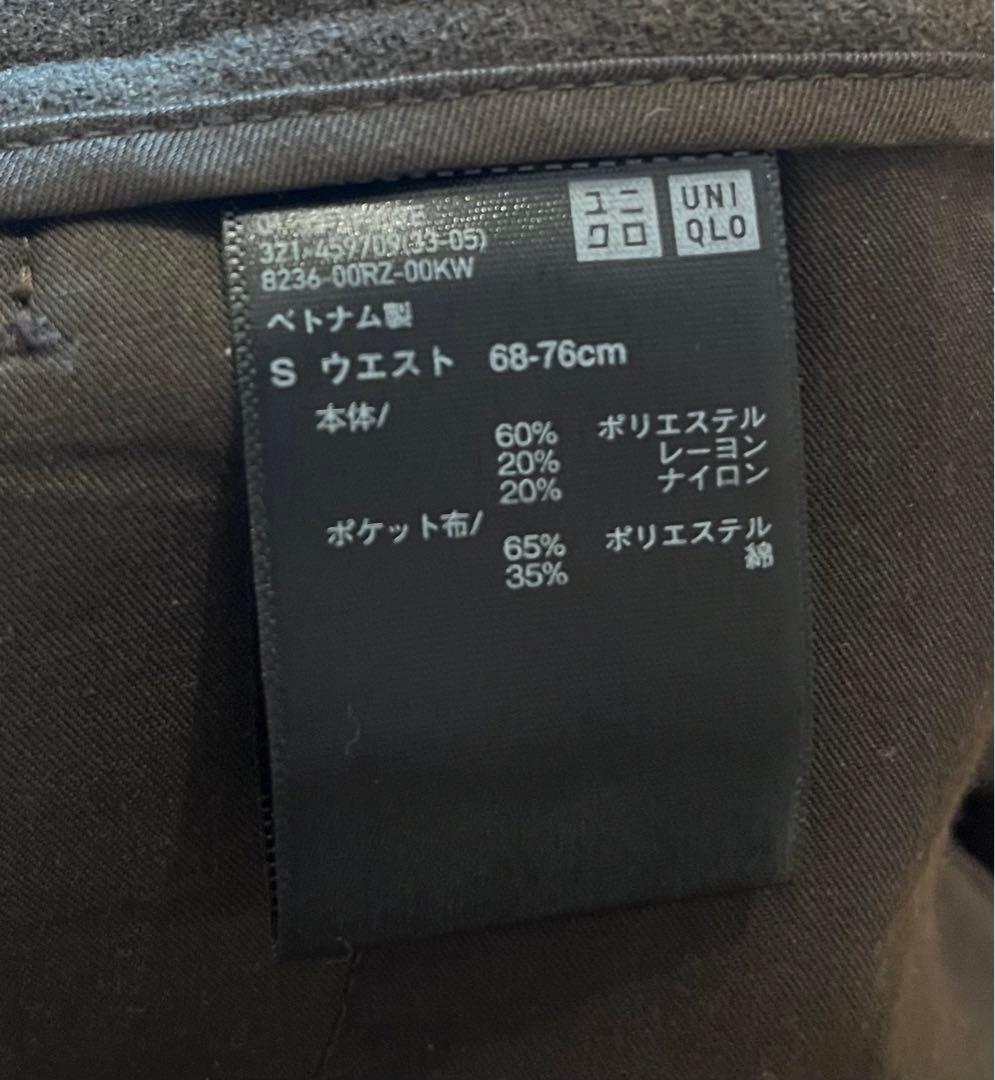 ユニ
クロ
UNI
QLO
321-459709(33-05)
8236-00RZ-00KW
ベトナム製
S ウエスト 68-76cm
本体/
60% ポリエステル
20% レーヨン
20% ナイロン
ポケット布/
65% ポリエステル
35% 綿